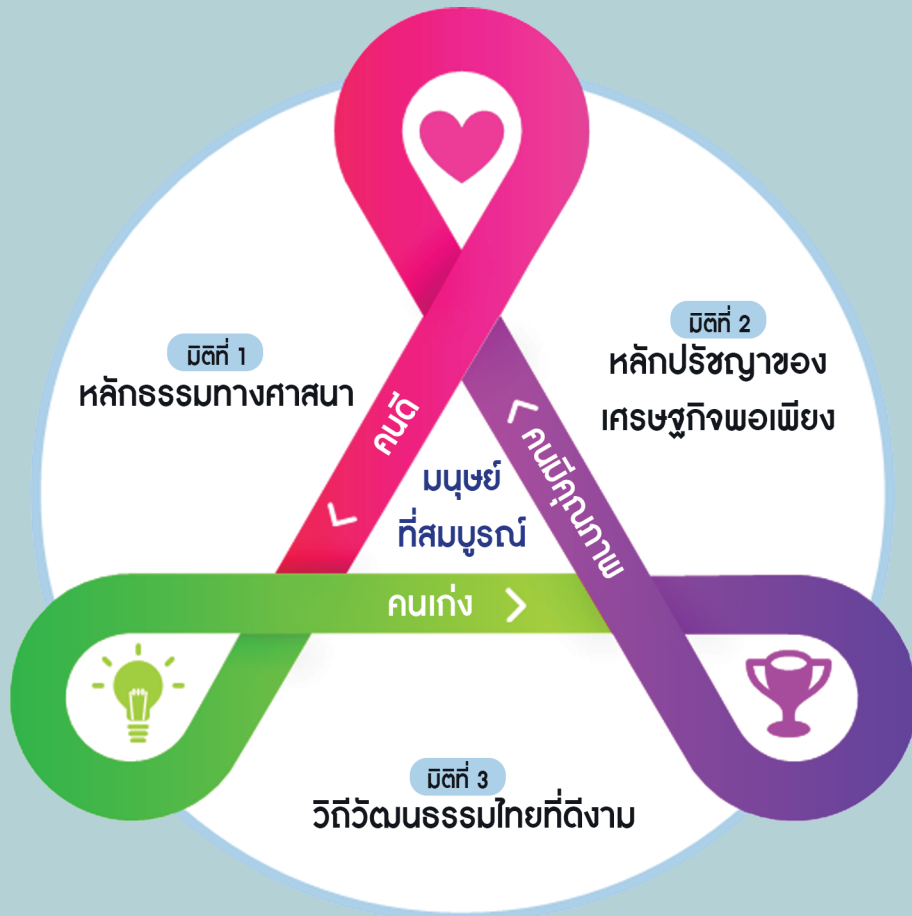 มิติที่ 1
หลักธรรมทางศาสนา
มิติที่ 2
หลักปรัชญาของ
เศรษฐกิจพอเพียง
คนดี
คนมีคุณภาพ
มนุษย์
ที่สมบูรณ์
คนเก่ง
มิติที่ 3
วิถีวัฒนธรรมไทยที่ดีงาม